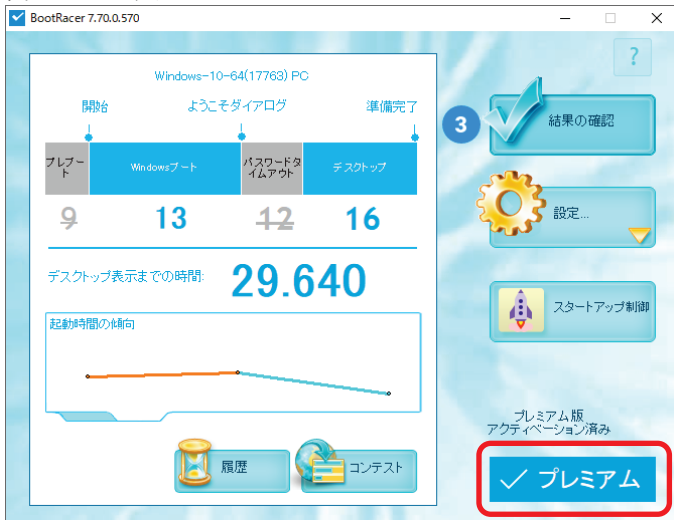 BootRacer 7.70.0.570
?
Windows-10-64(17763) PC
開始 ようこそダイアログ 準備完了
プレブー
ト
Windowsブート
パスワードタ
イムアウト
デスクトップ
9 13 12 16
デスクトップ表示までの時間: 29.640
起動時間の傾向
履歴
コンテスト
3
結果の確認
設定...
スタートアップ制御
プレミアム版
アクティベーション済み
プレミアム